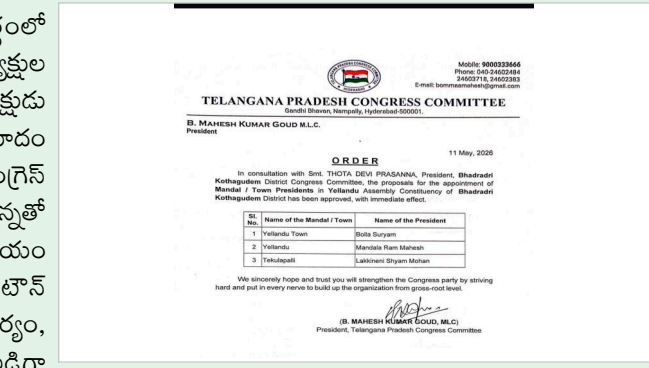 ర్థంలో
్యక్షుల
్యక్షుడు
ాదం
ంగ్రెస్
న్నతో
యం
టౌన్
ర్యం,
Mobile: 9000333666
Phone: 040-24602484
24603718, 24602383
E-mail: bommamahesh@gmail.com
TELANGANA PRADESH CONGRESS COMMITTEE
Gandhi Bhavan, Nampally, Hyderabad-500001.
B. MAHESH KUMAR GOUD M.L.C.
President
11 May, 2026
ORDER
In consultation with Smt. THOTA DEVI PRASANNA, President, Bhadradri
Kothagudem District Congress Committee, the proposals for the appointment of
Mandal / Town Presidents in Yellandu Assembly Constituency of Bhadradri
Kothagudem District has been approved, with immediate effect.
Sl. No. Name of the Mandal / Town Name of the President
1 Yellandu Town Bolla Suryam
2 Yellandu Mandala Ram Mahesh
3 Tekulapalli Lakkineni Shyam Mohan
We sincerely hope and trust you will strengthen the Congress party by striving
hard and put in every nerve to build up the organization from gross-root level.
(B. MAHESH KUMAR GOUD, MLC)
President, Telangana Pradesh Congress Committee